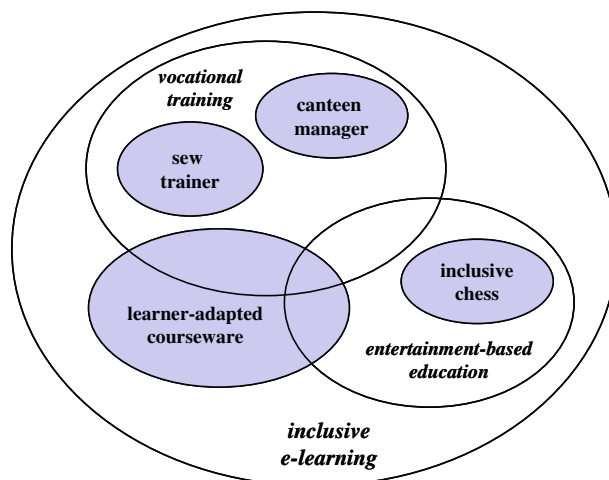 vocational
training
canteen
manager
sew
trainer
inclusive
chess
learner-adapted
courseware
entertainment-based
education
inclusive
e-learning